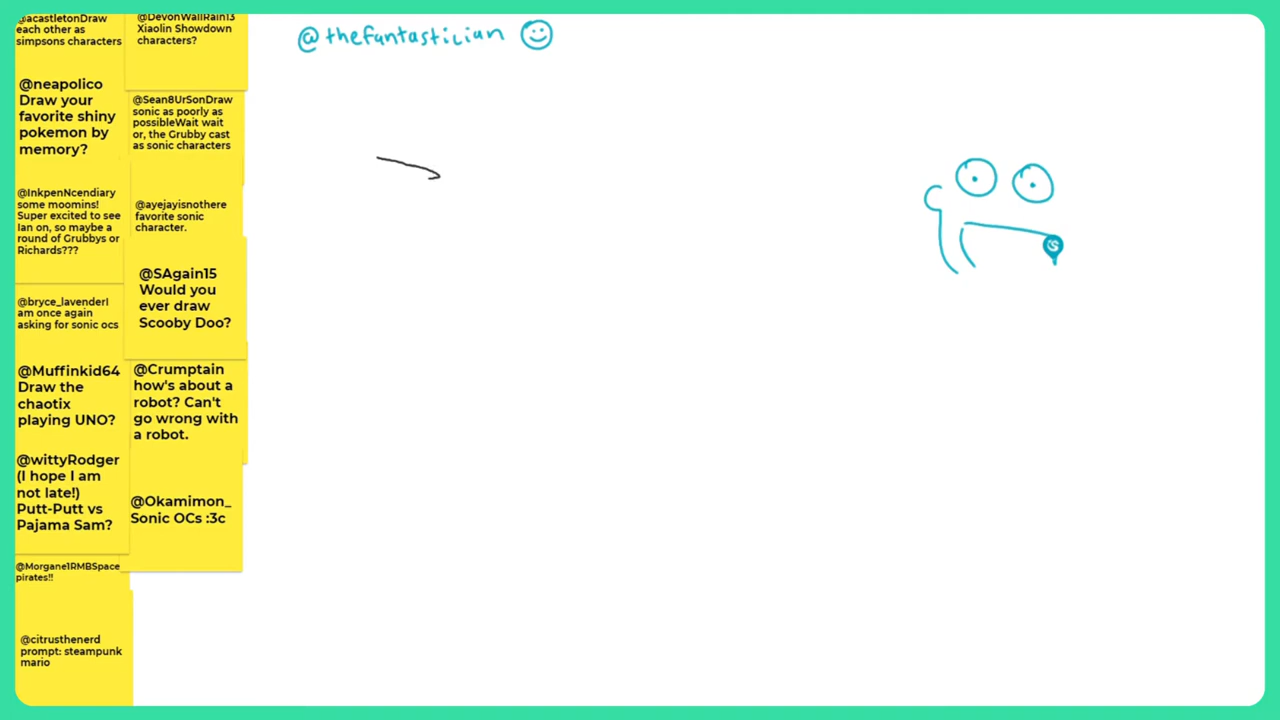 @acastletonDraw
each other as
simpsons characters
@DevonWallRain13
Xiaolin Showdown
characters?
@thefuntastician
@neapolico
Draw your
favorite shiny
pokemon by
memory?
@Sean8UrSonDraw
sonic as poorly as
possibleWait wait
or, the Grubby cast
as sonic characters
@InkpenNcendiary
some moomins!
Super excited to see
Ian on, so maybe a
round of Grubbys or
Richards???
@ayejayisnothere
favorite sonic
character.
@SAgain15
Would you
ever draw
Scooby Doo?
@bryce_lavenderI
am once again
asking for sonic ocs
@Muffinkid64
Draw the
chaotix
playing UNO?
@Crumptain
how's about a
robot? Can't
go wrong with
a robot.
@wittyRodger
(I hope I am
not late!)
Putt-Putt vs
Pajama Sam?
@Okamimon_
Sonic OCs :3c
@Morgane1RMBSpace
pirates!!
@citrusthenerd
prompt: steampunk
mario
S